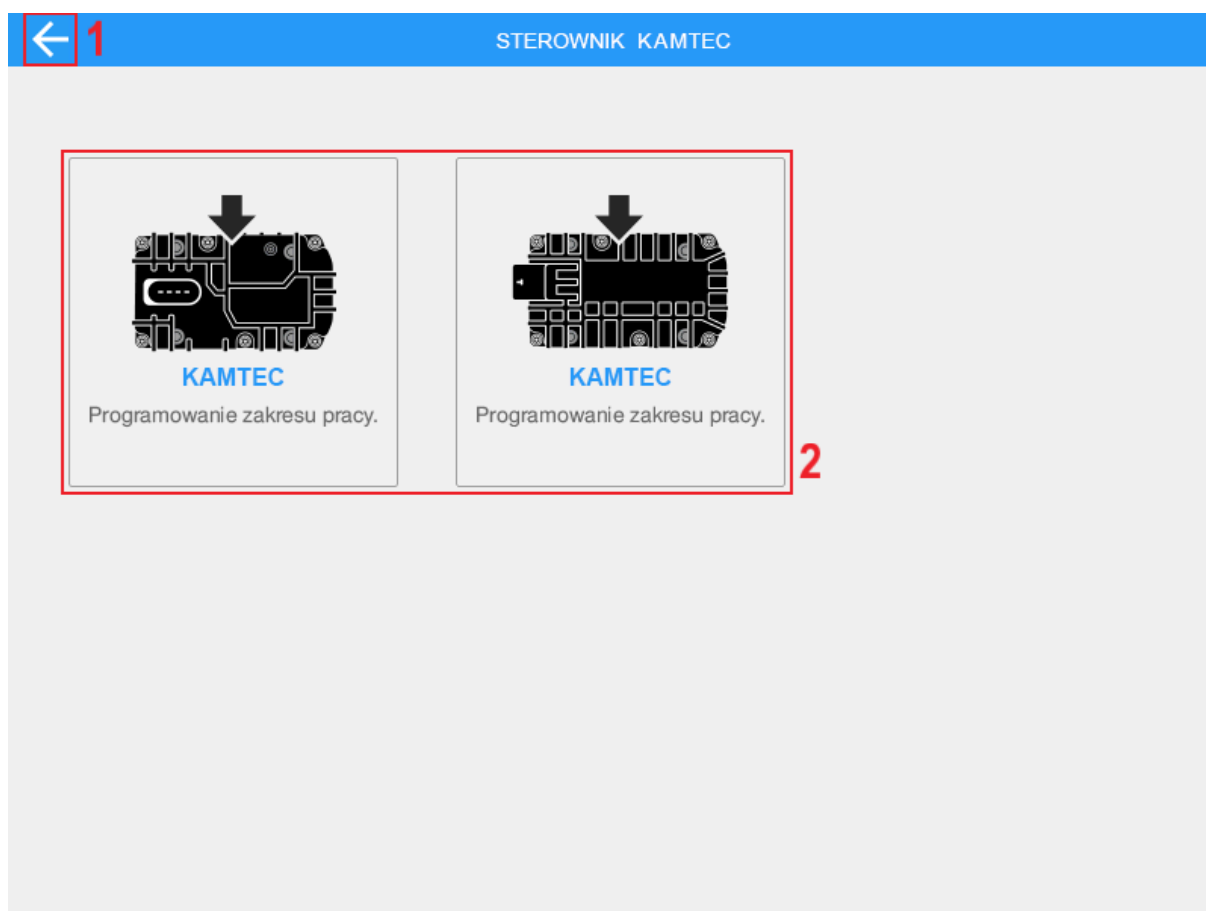 1
STEROWNIK KAMTEC
KAMTEC
Programowanie zakresu pracy.
KAMTEC
Programowanie zakresu pracy.
2